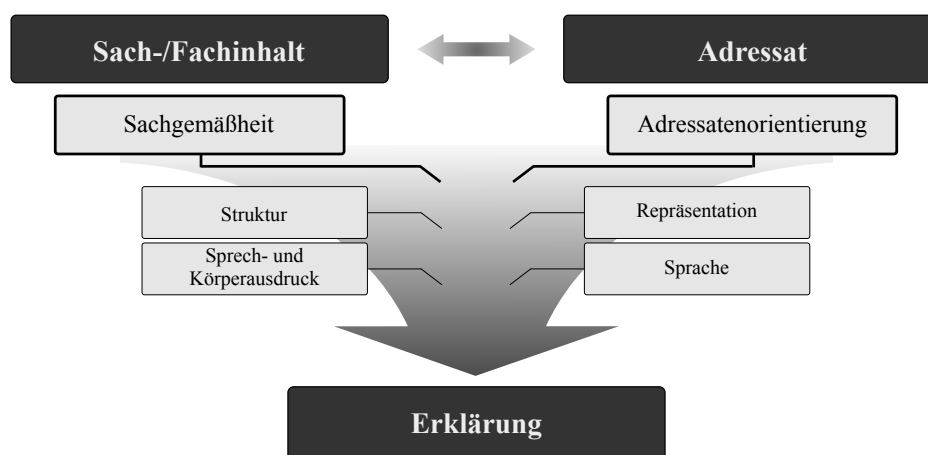 Sach-/Fachinhalt
Adressat
Sachgemäßheit
Adressatenorientierung
Struktur
Repräsentation
Sprech- und
Körperausdruck
Sprache
Erklärung